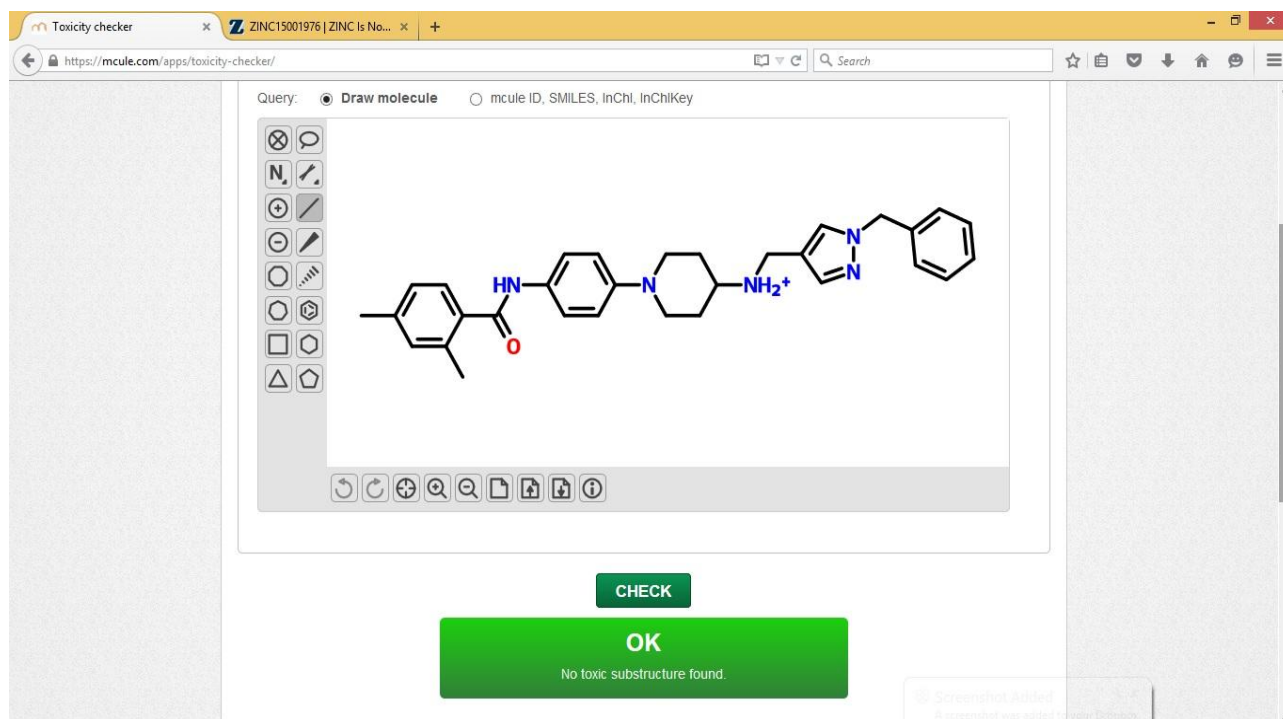 Toxicity checker × ZINC15001976 | ZINC Is No... × +
https://mcule.com/apps/toxicity-checker/ Search
Query: Draw molecule mcule ID, SMILES, InChI, InChIKey
N
HN N NH₂⁺ N N
O
CHECK
OK
No toxic substructure found.
Screenshot Added